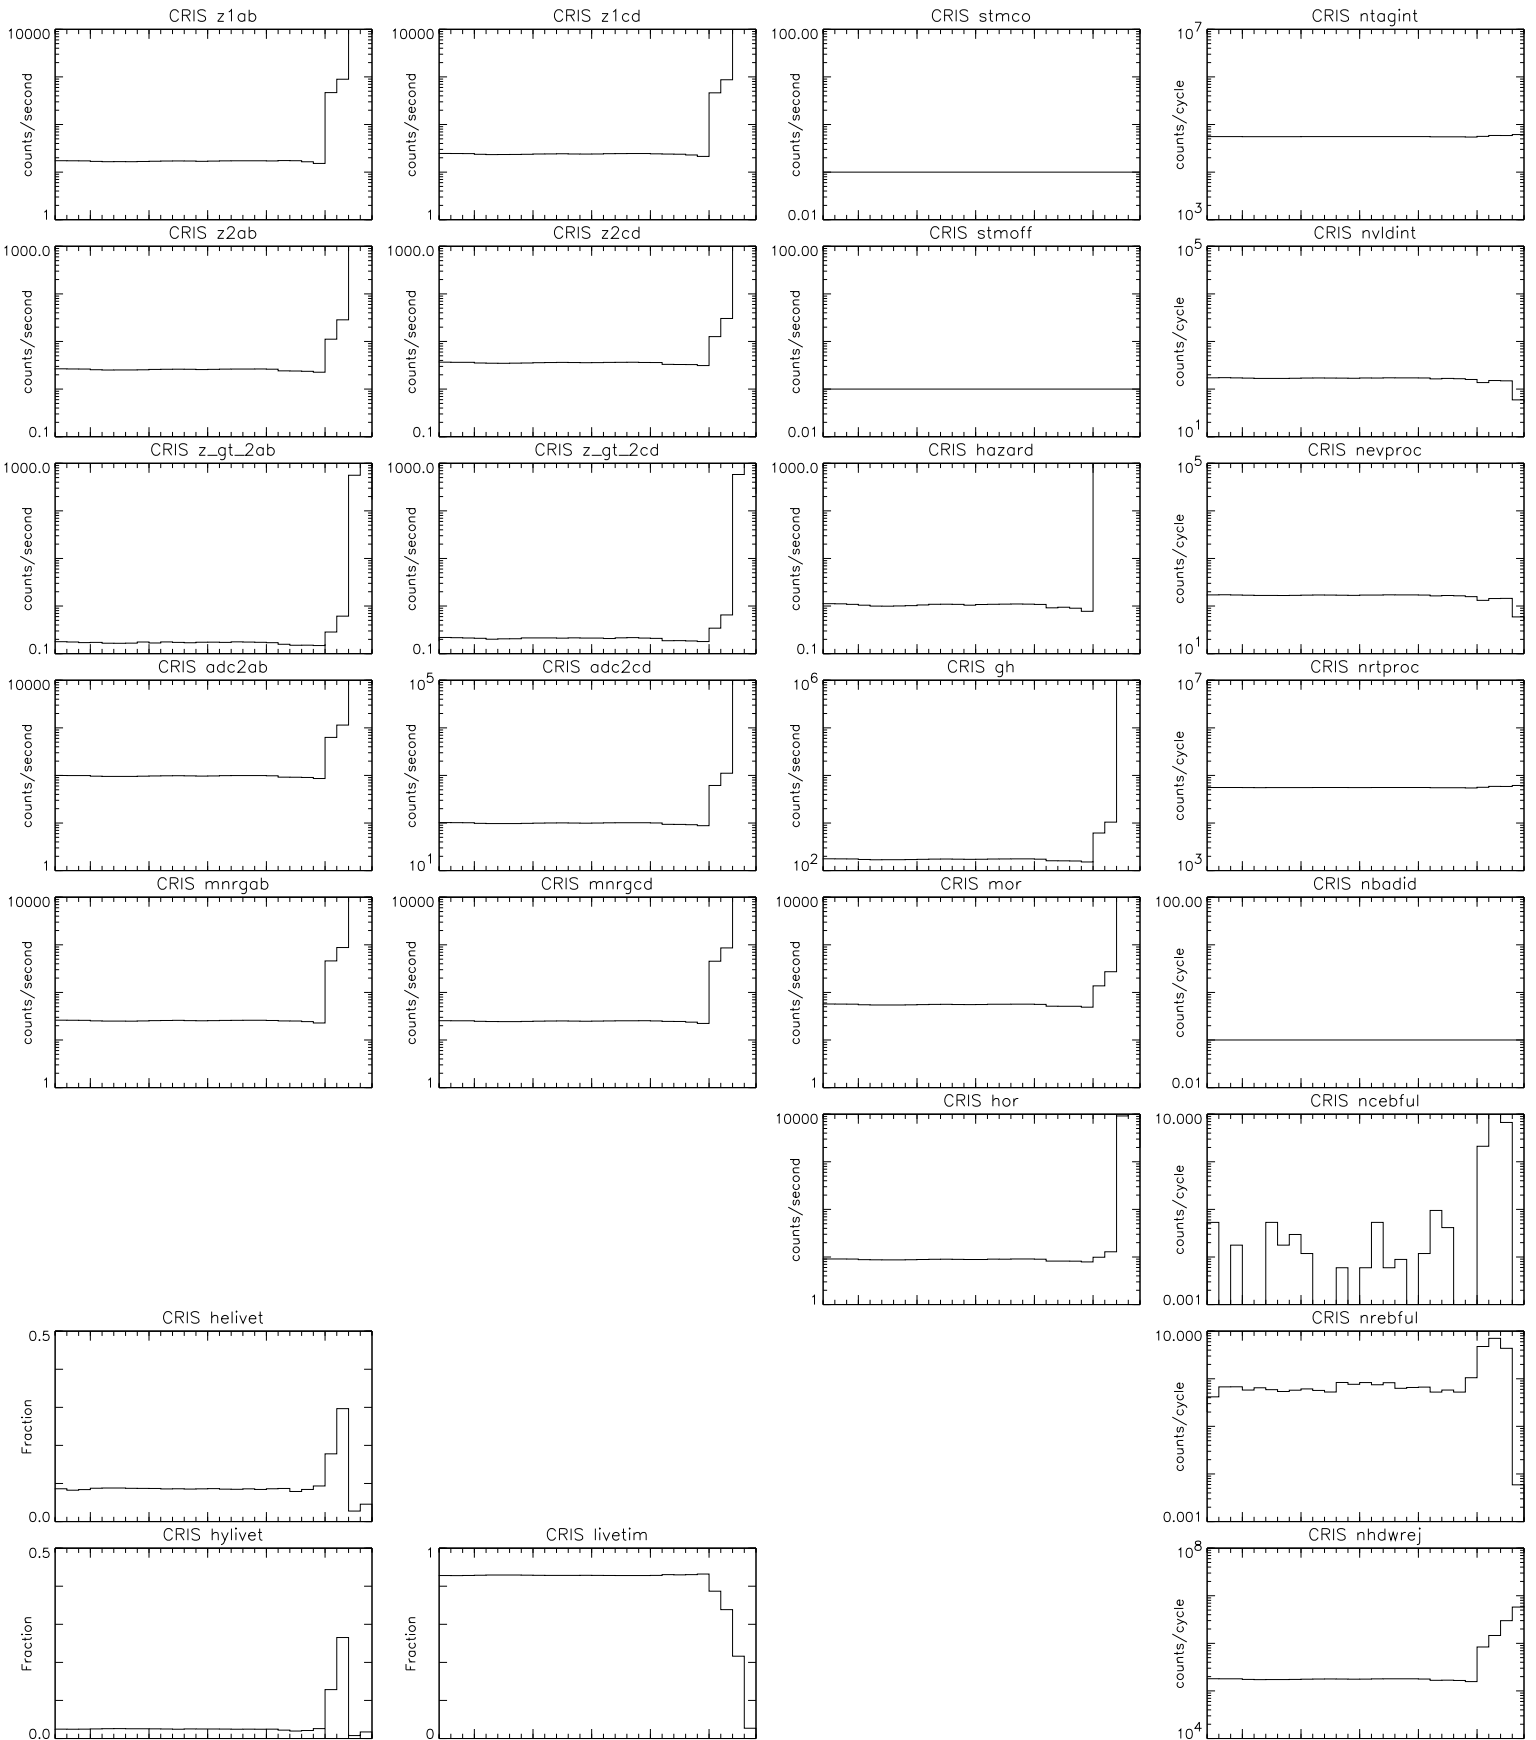 CRIS z1ab
CRIS z1cd
CRIS stmco
CRIS ntagint
10000
counts/second
1
10000
counts/second
1
100.00
counts/second
0.01
10^7
counts/cycle
10^3
CRIS z2ab
CRIS z2cd
CRIS stmoff
CRIS nvldint
1000.0
counts/second
0.1
1000.0
counts/second
0.1
100.00
counts/second
0.01
10^5
counts/cycle
10^1
CRIS z_gt_2ab
CRIS z_gt_2cd
CRIS hazard
CRIS nevproc
1000.0
counts/second
0.1
1000.0
counts/second
0.1
1000.0
counts/second
0.1
10^5
counts/cycle
10^1
CRIS adc2ab
CRIS adc2cd
CRIS gh
CRIS nrtproc
10000
counts/second
1
10^5
counts/second
10^1
10^6
counts/second
10^2
10^7
counts/cycle
10^3
CRIS mnrgab
CRIS mnrgcd
CRIS mor
CRIS nbadid
10000
counts/second
1
10000
counts/second
1
10000
counts/second
1
100.00
counts/cycle
0.01
CRIS hor
CRIS ncebful
10000
counts/second
1
10.000
counts/cycle
0.001
CRIS helivet
CRIS nrebful
0.5
Fraction
0.0
10.000
counts/cycle
0.001
CRIS hylivet
CRIS livetim
CRIS nhdwrej
0.5
Fraction
0.0
1
Fraction
0
10^8
counts/cycle
10^4